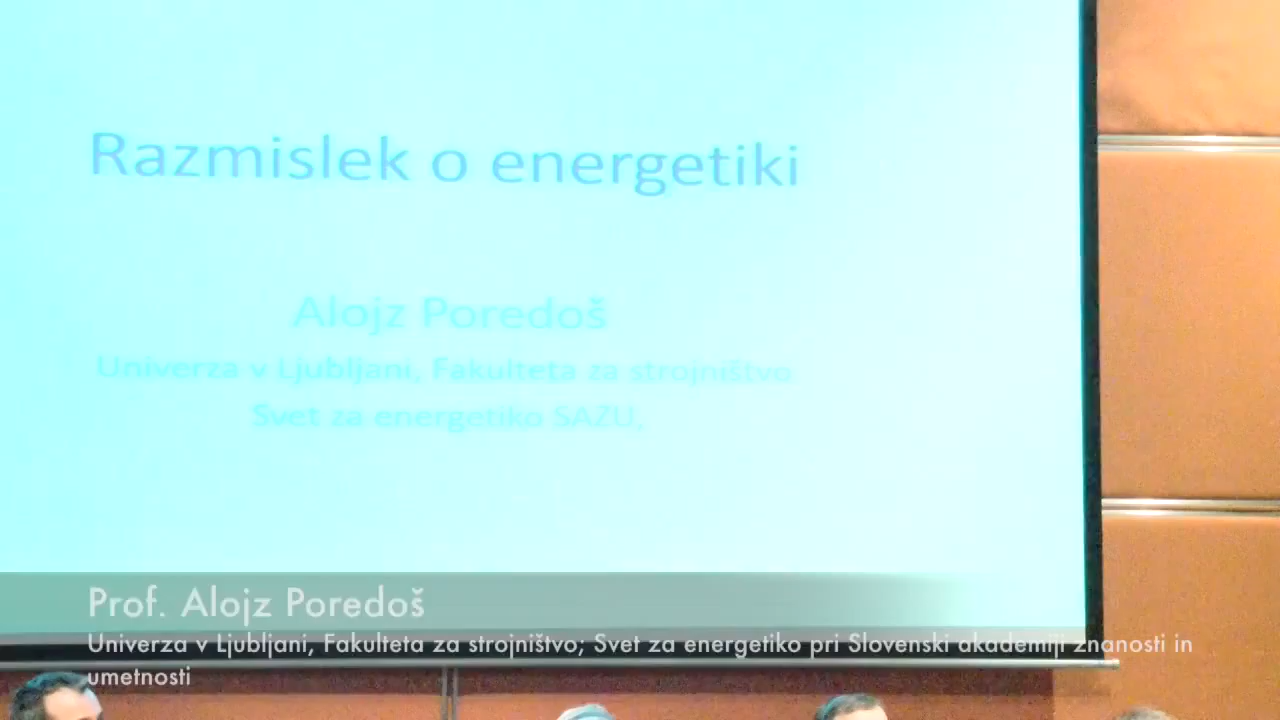 Razmislek o energetiki
Alojz Poredoš
Univerza v Ljubljani, Fakulteta za strojništvo
Svet za energetiko SAZU,
Prof. Alojz Poredoš
Univerza v Ljubljani, Fakulteta za strojništvo; Svet za energetiko pri Slovenski akademiji znanosti in
umetnosti